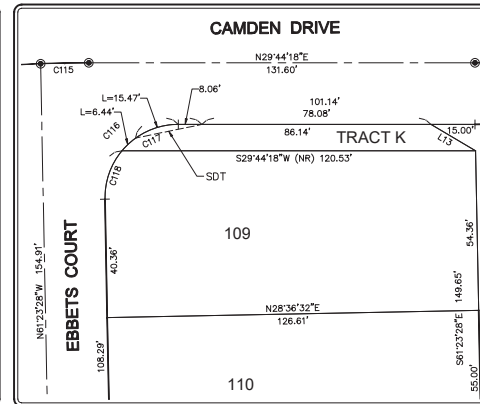 CAMDEN DRIVE
N29°44'18"E
131.60'
C115
8.06'
L=15.47'
L=6.44'
101.14'
78.08'
C116
C117
86.14'
TRACT K
15.00'
L13
S29°44'18"W (NR) 120.53'
SDT
C118
109
54.36'
40.36'
N61°23'28"W 154.91'
EBBETS COURT
N28°36'32"E
126.61'
149.65'
S61°23'28"E
108.29'
110
55.00'